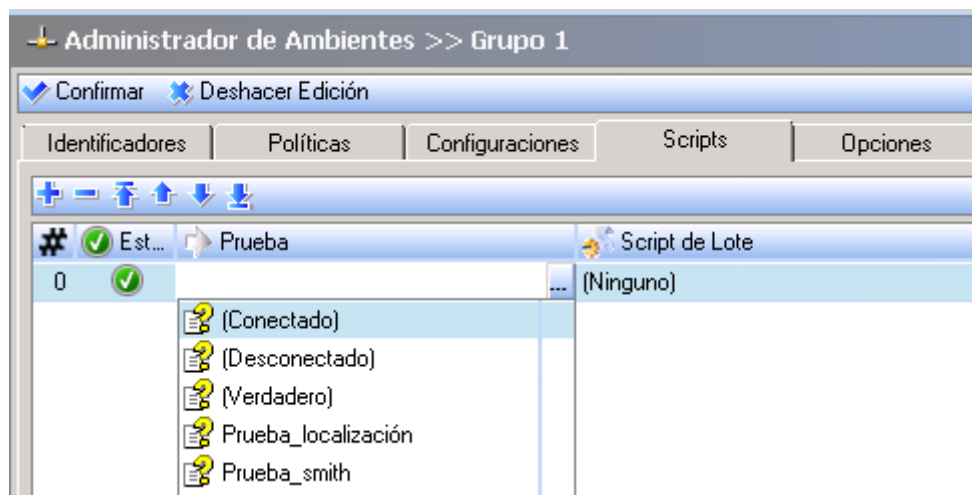 Administrador de Ambientes >> Grupo 1
Confirmar Deshacer Edición
Identificadores Políticas Configuraciones Scripts Opciones
# Est... Prueba Script de Lote
0 ... (Ninguno)
(Conectado)
(Desconectado)
(Verdadero)
Prueba_localización
Prueba_smith